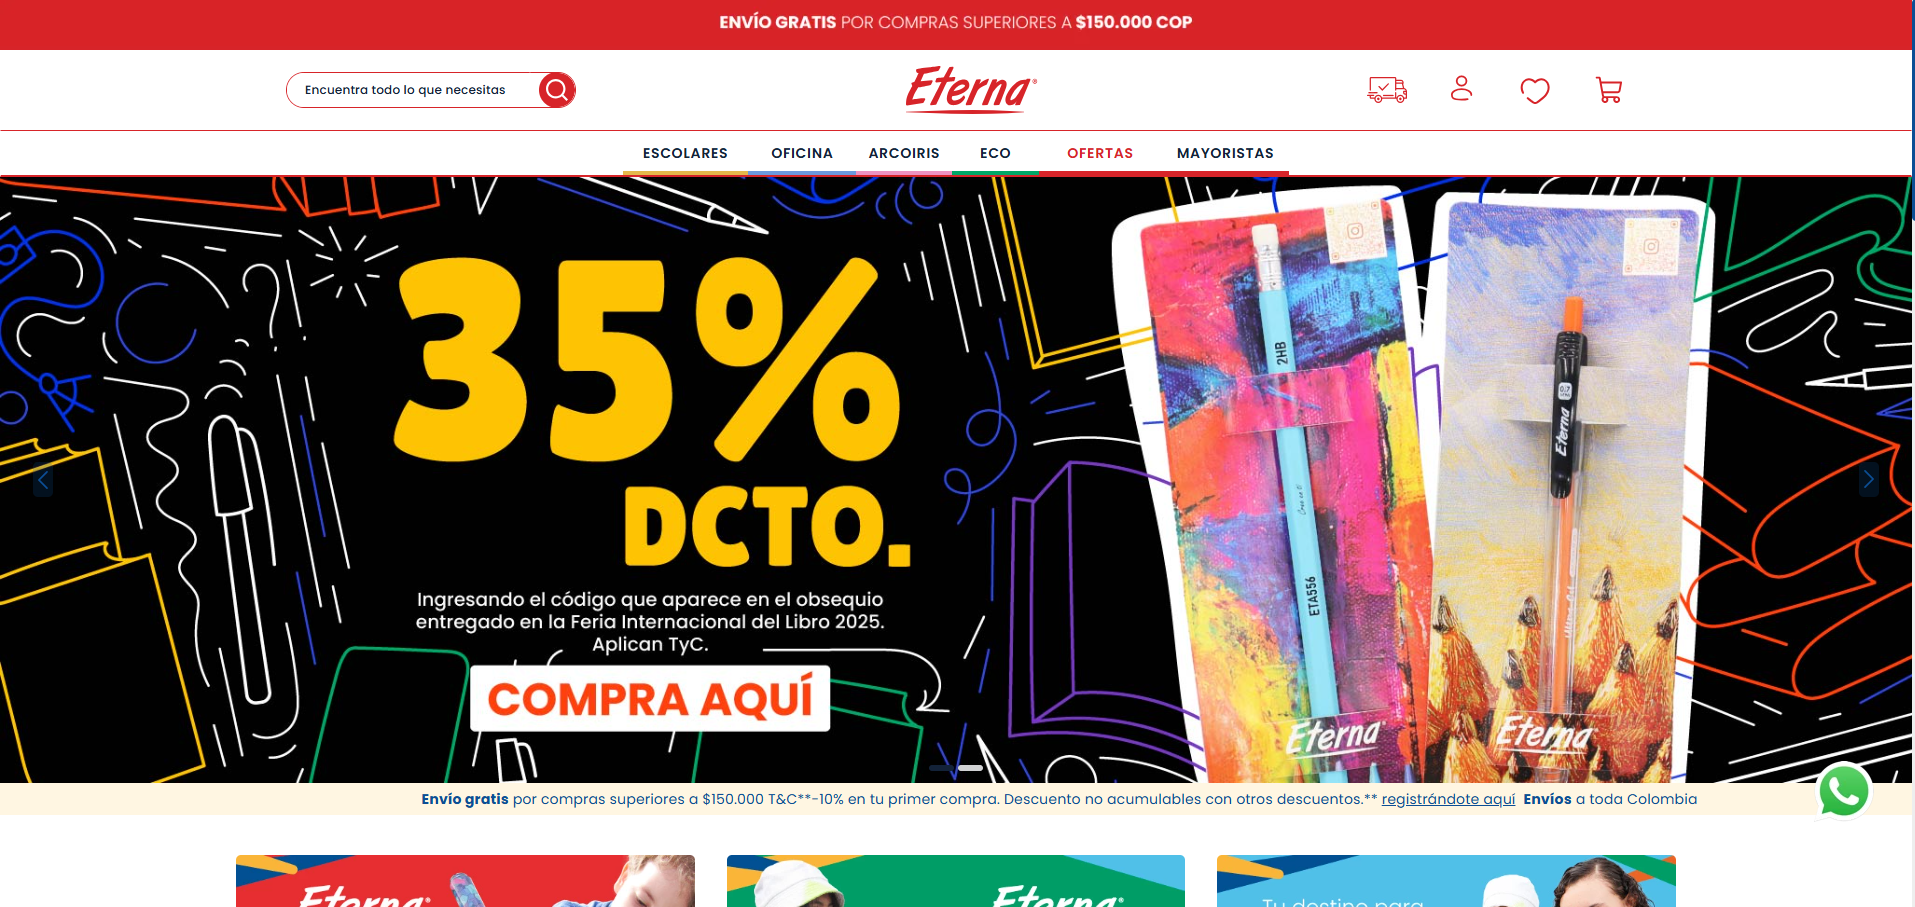 ENVÍO GRATIS POR COMPRAS SUPERIORES A $150.000 COP
Encuentra todo lo que necesitas
Eterna
ESCOLARES OFICINA ARCOIRIS ECO OFERTAS MAYORISTAS
35%
DCTO.
Ingresando el código que aparece en el obsequio
entregado en la Feria Internacional del Libro 2025.
Aplican TyC.
COMPRA AQUÍ
2HB
ETA556
Eterna
0.7
Eterna
Eterna
Envío gratis por compras superiores a $150.000 T&C**-10% en tu primer compra. Descuento no acumulables con otros descuentos.** registrándote aquí Envíos a toda Colombia
Eterna
Eterna
Tu destino para